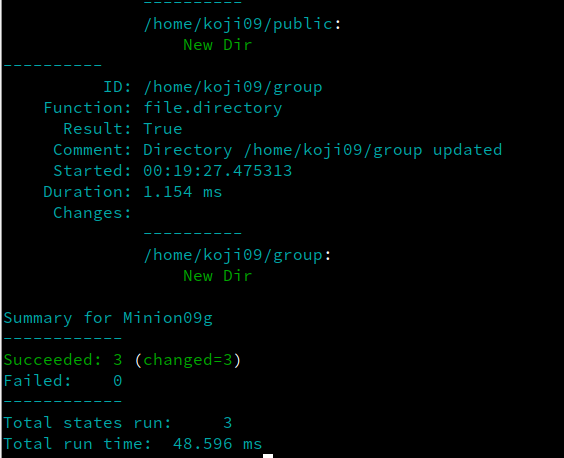 ----------
/home/koji09/public:
New Dir
----------
ID: /home/koji09/group
Function: file.directory
Result: True
Comment: Directory /home/koji09/group updated
Started: 00:19:27.475313
Duration: 1.154 ms
Changes:
----------
/home/koji09/group:
New Dir
Summary for Minion09g
------------
Succeeded: 3 (changed=3)
Failed:    0
------------
Total states run:     3
Total run time:  48.596 ms